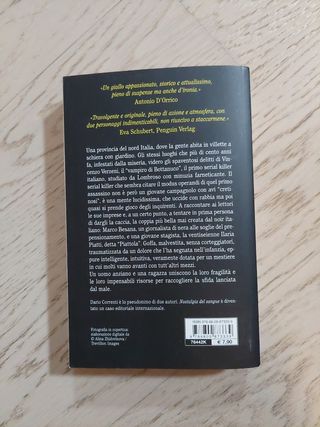 «Un giallo appassionato, storico e attualissimo,
pieno di suspense ma anche d'ironia».
Antonio D'Orrico
«Travolgente e originale, pieno di azione e atmosfera, con
due personaggi indimenticabili, non riuscivo a staccarmene».
Eva Schubert, Penguin Verlag
Una provincia del nord Italia, dove la gente abita in villette a
schiera con giardino. Gli stessi luoghi che più di cento anni
fa, infestati dalla miseria, videro gli spaventosi delitti di Vin-
cenzo Verzeni, il "vampiro di Bottanuco", il primo serial killer
italiano, studiato da Lombroso con minuzia farneticante. Il
serial killer che sembra citare il modus operandi di quel primo
assassino non è però un giovane campagnolo con avi "creti-
nosi", è una mente lucidissima, che uccide con rabbia ma poi
quasi si prende gioco degli inquirenti. A raccontare ai lettori
le sue imprese e, a un certo punto, a tentare in prima persona
di dargli la caccia, la coppia più bella mai creata dal noir ita-
liano: Marco Besana, un giornalista di nera alle soglie del pre-
pensionamento, e una giovane stagista, la ventiseienne Ilaria
Piatti, detta "Piattola". Goffa, malvestita, senza corteggiatori,
traumatizzata da un dolore che l'ha segnata nell'infanzia, ep-
pure intelligente, intuitiva, veramente dotata per un mestiere
in cui molti vanno avanti con tutt'altri mezzi.
Un uomo anziano e una ragazza uniscono la loro fragilità e
le loro impensabili risorse per raccogliere la sfida lanciata
dal male.
Dario Correnti è lo pseudonimo di due autori. Nostalgia del sangue è diven-
tato un caso editoriale internazionale.
Fotografia in copertina:
elaborazione digitale da
© Alina Zhidovinova /
Trevillion Images
76442K
€ 7,90